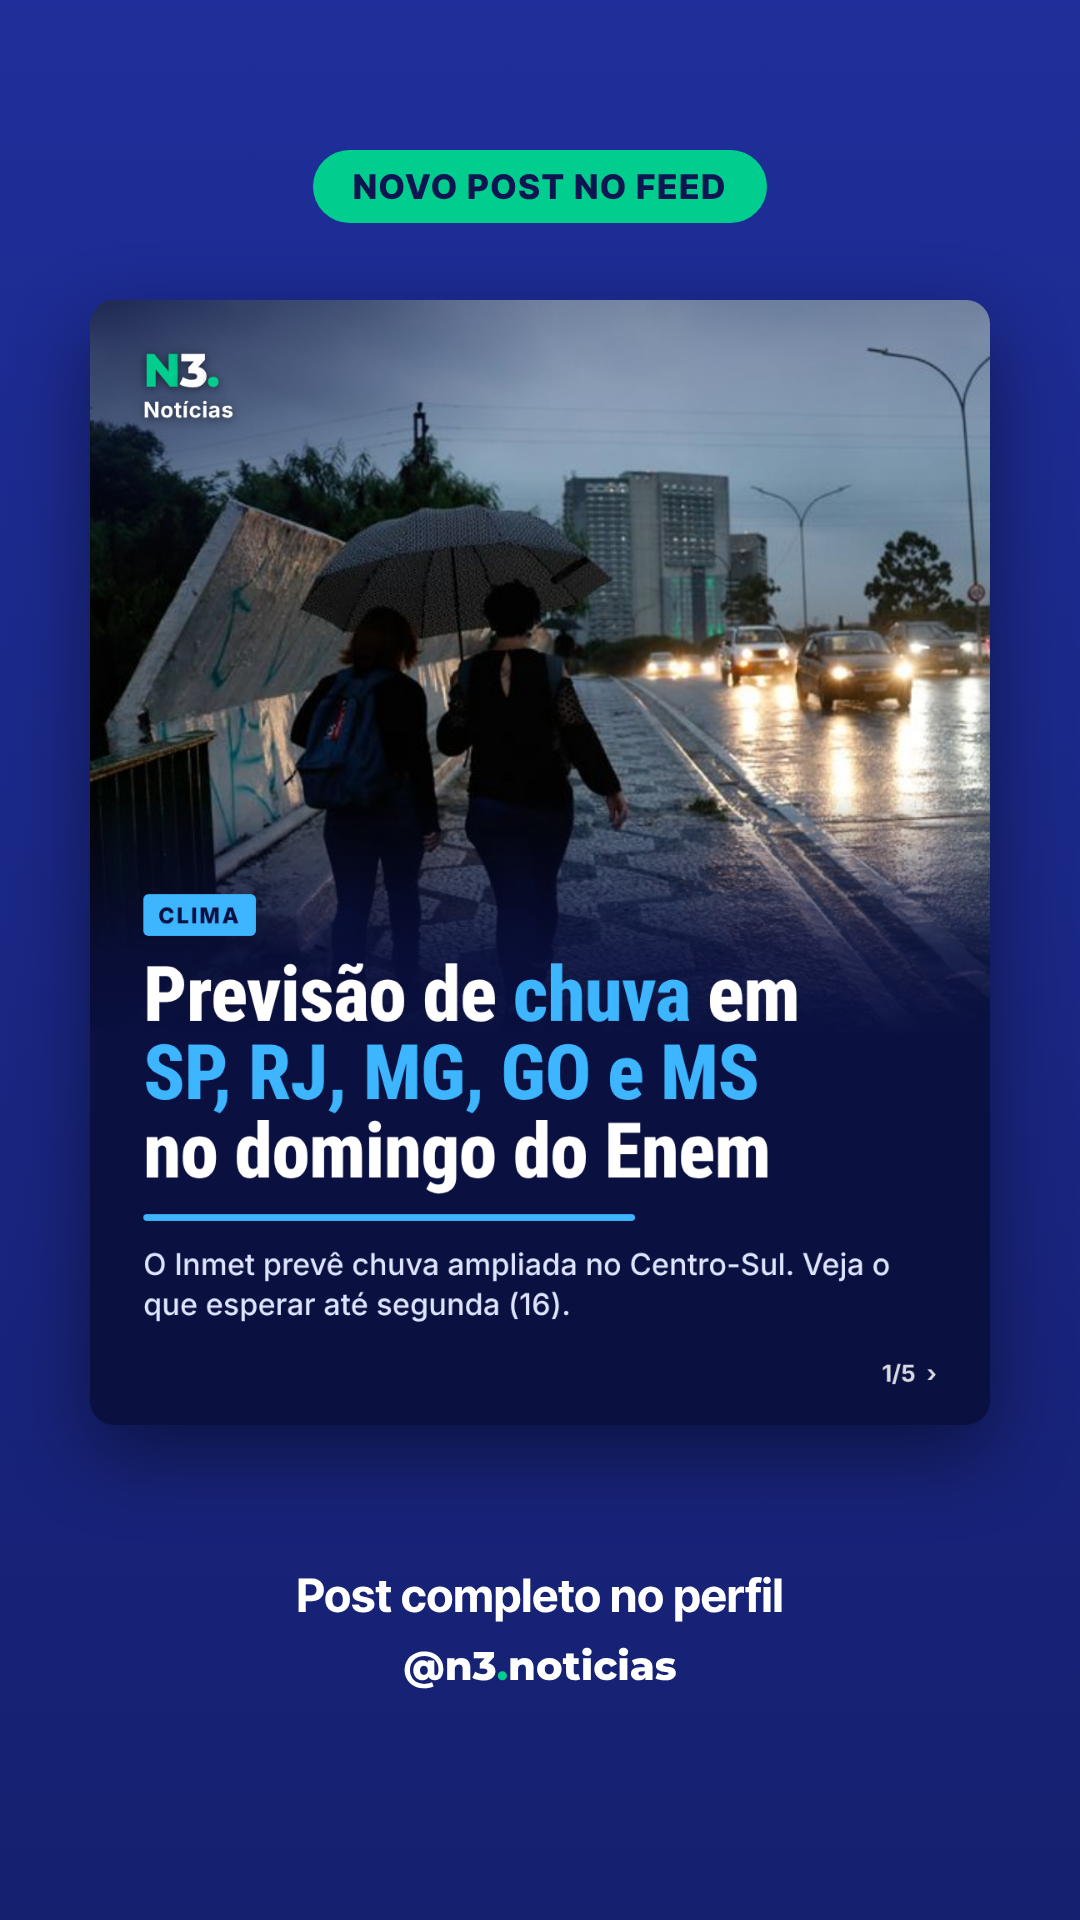 NOVO POST NO FEED
N3.
Notícias
CLIMA
Previsão de chuva em
SP, RJ, MG, GO e MS
no domingo do Enem
O Inmet prevê chuva ampliada no Centro-Sul. Veja o
que esperar até segunda (16).
1/5 ›
Post completo no perfil
@n3.noticias